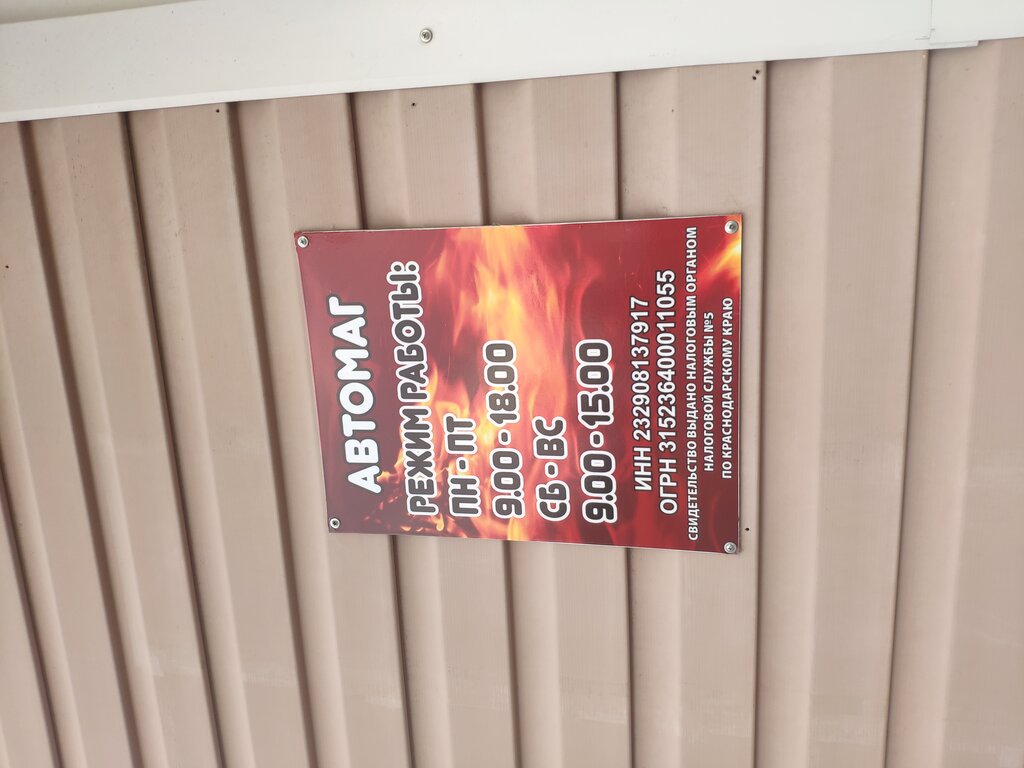 АВТОМАГ
РЕЖИМ РАБОТЫ:
ПН - ПТ
9.00 - 18.00
СБ - ВС
9.00 - 15.00
ИНН 232908137917
ОГРН 315236400011055
СВИДЕТЕЛЬСТВО ВЫДАНО НАЛОГОВЫМ ОРГАНОМ
НАЛОГОВОЙ СЛУЖБЫ №5
ПО КРАСНОДАРСКОМУ КРАЮ